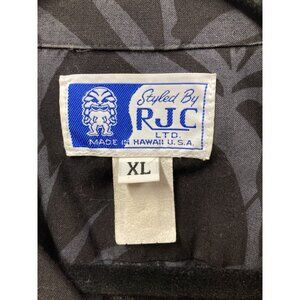 Styled By
RJC
LTD.
MADE IN HAWAII U.S.A.
XL